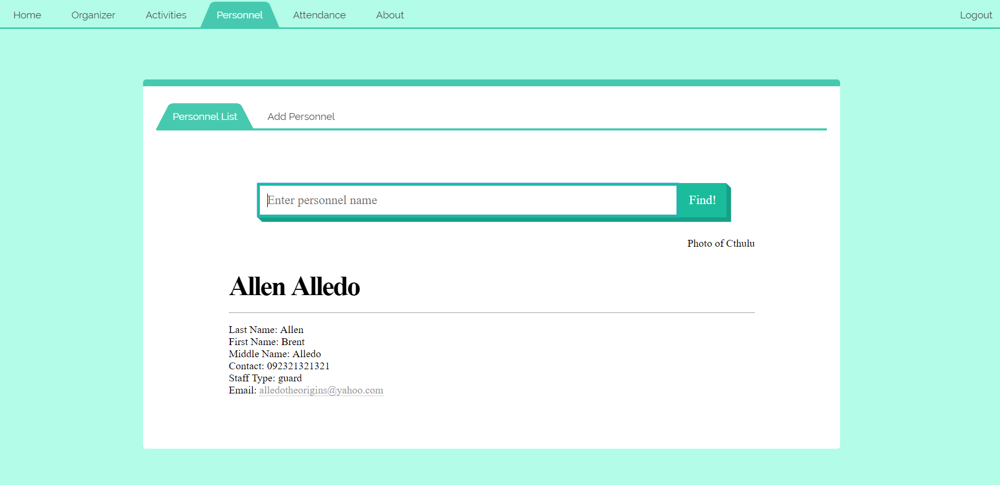 Home Organizer Activities Personnel Attendance About Logout
Personnel List Add Personnel
Enter personnel name Find!
Photo of Cthulu
Allen Alledo
Last Name: Allen
First Name: Brent
Middle Name: Alledo
Contact: 092321321321
Staff Type: guard
Email: alledotheorigins@yahoo.com